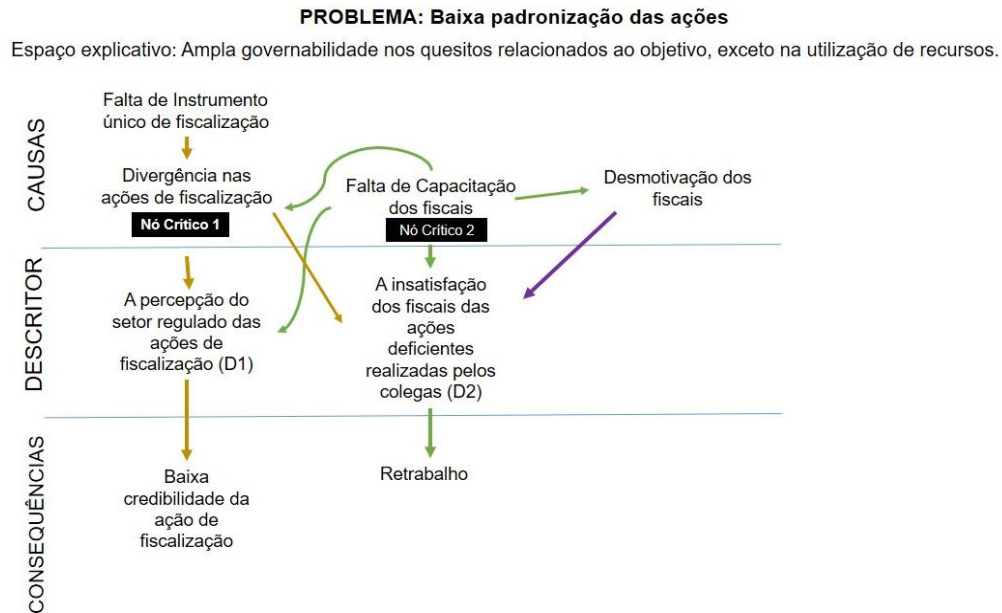 PROBLEMA: Baixa padronização das ações
Espaço explicativo: Ampla governabilidade nos quesitos relacionados ao objetivo, exceto na utilização de recursos.
CAUSAS
Falta de Instrumento
único de fiscalização
Divergência nas
ações de fiscalização
Nó Crítico 1
Falta de Capacitação
dos fiscais
Nó Crítico 2
Desmotivação dos
fiscais
DESCRITOR
A percepção do
setor regulado das
ações de
fiscalização (D1)
A insatisfação
dos fiscais das
ações
deficientes
realizadas pelos
colegas (D2)
CONSEQUÊNCIAS
Baixa
credibilidade da
ação de
fiscalização
Retrabalho